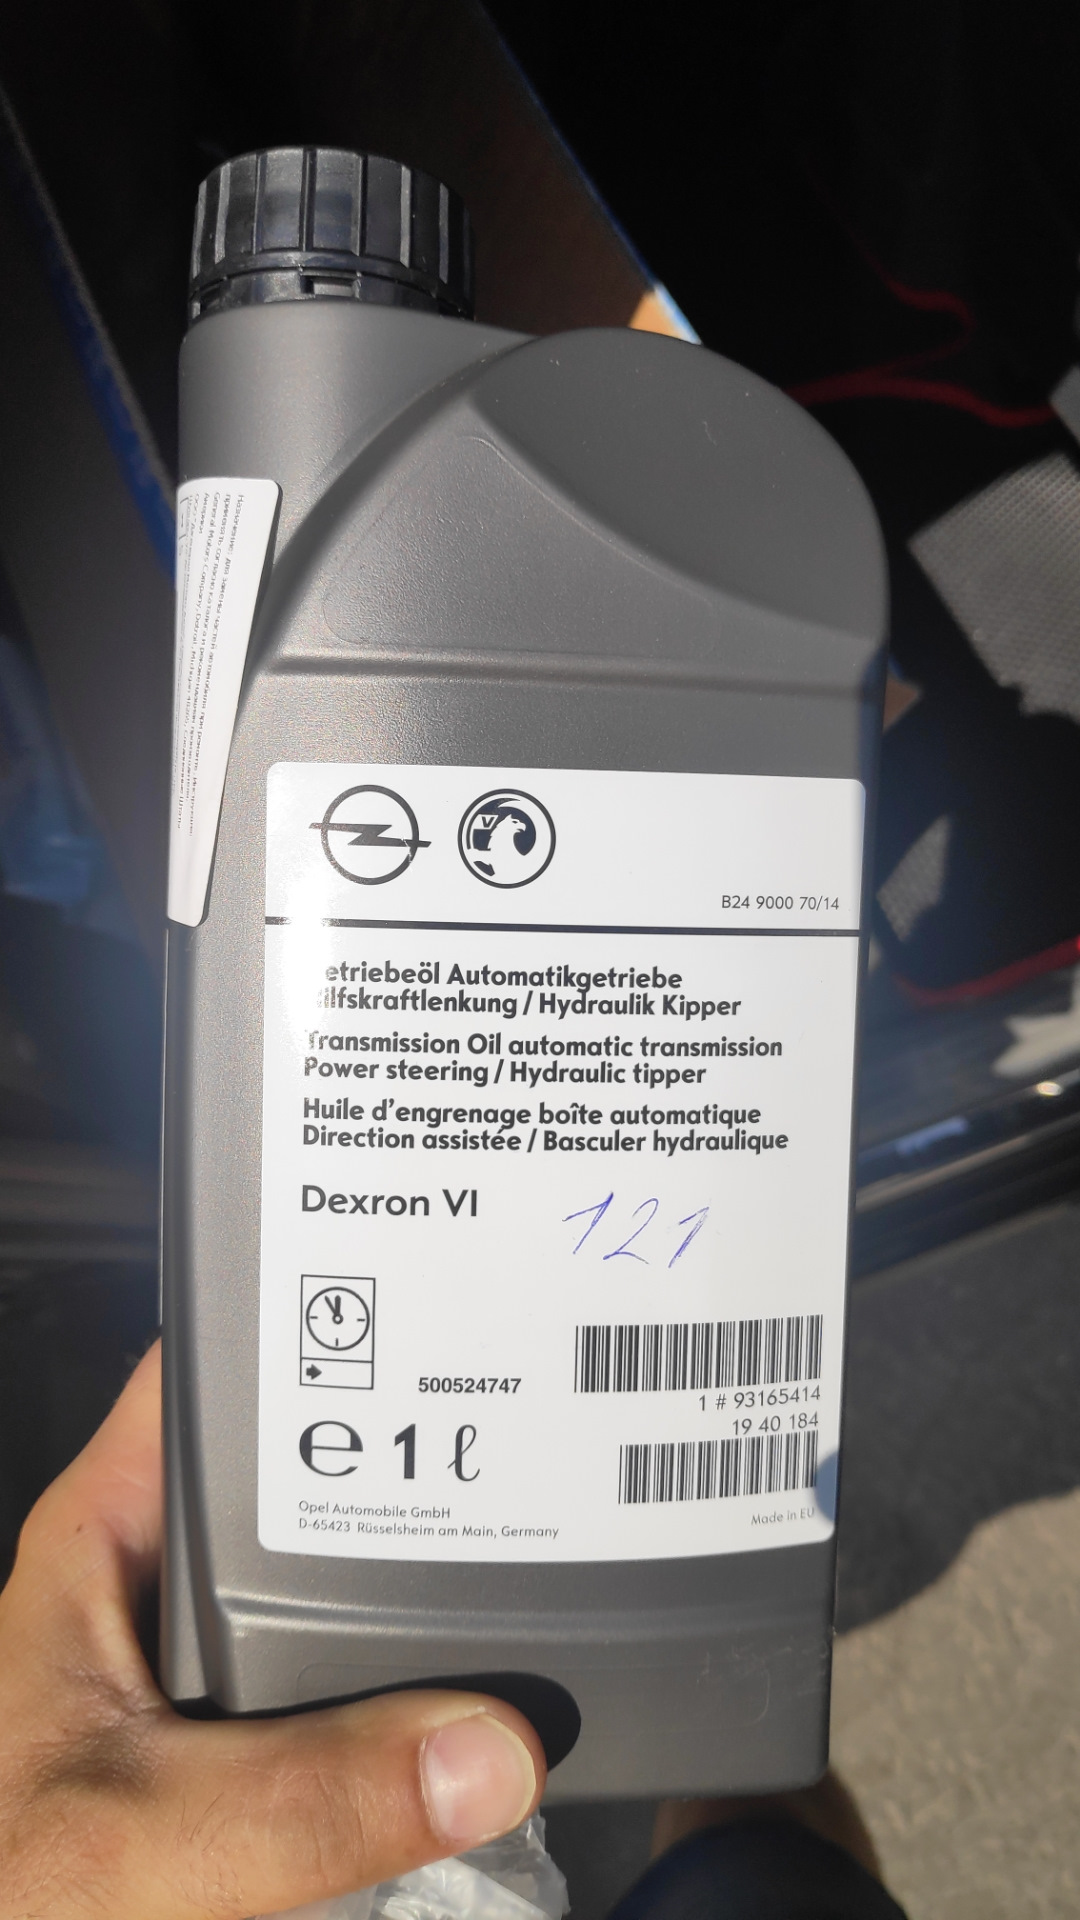 B24 9000 70/14
etriebeöl Automatikgetriebe
lfskraftlenkung / Hydraulik Kipper
Transmission Oil automatic transmission
Power steering / Hydraulic tipper
Huile d'engrenage boîte automatique
Direction assistée / Basculer hydraulique
Dexron VI
121
500524747
1 # 93165414
19 40 184
e 1 ℓ
Opel Automobile GmbH
D-65423 Rüsselsheim am Main, Germany
Made in EU